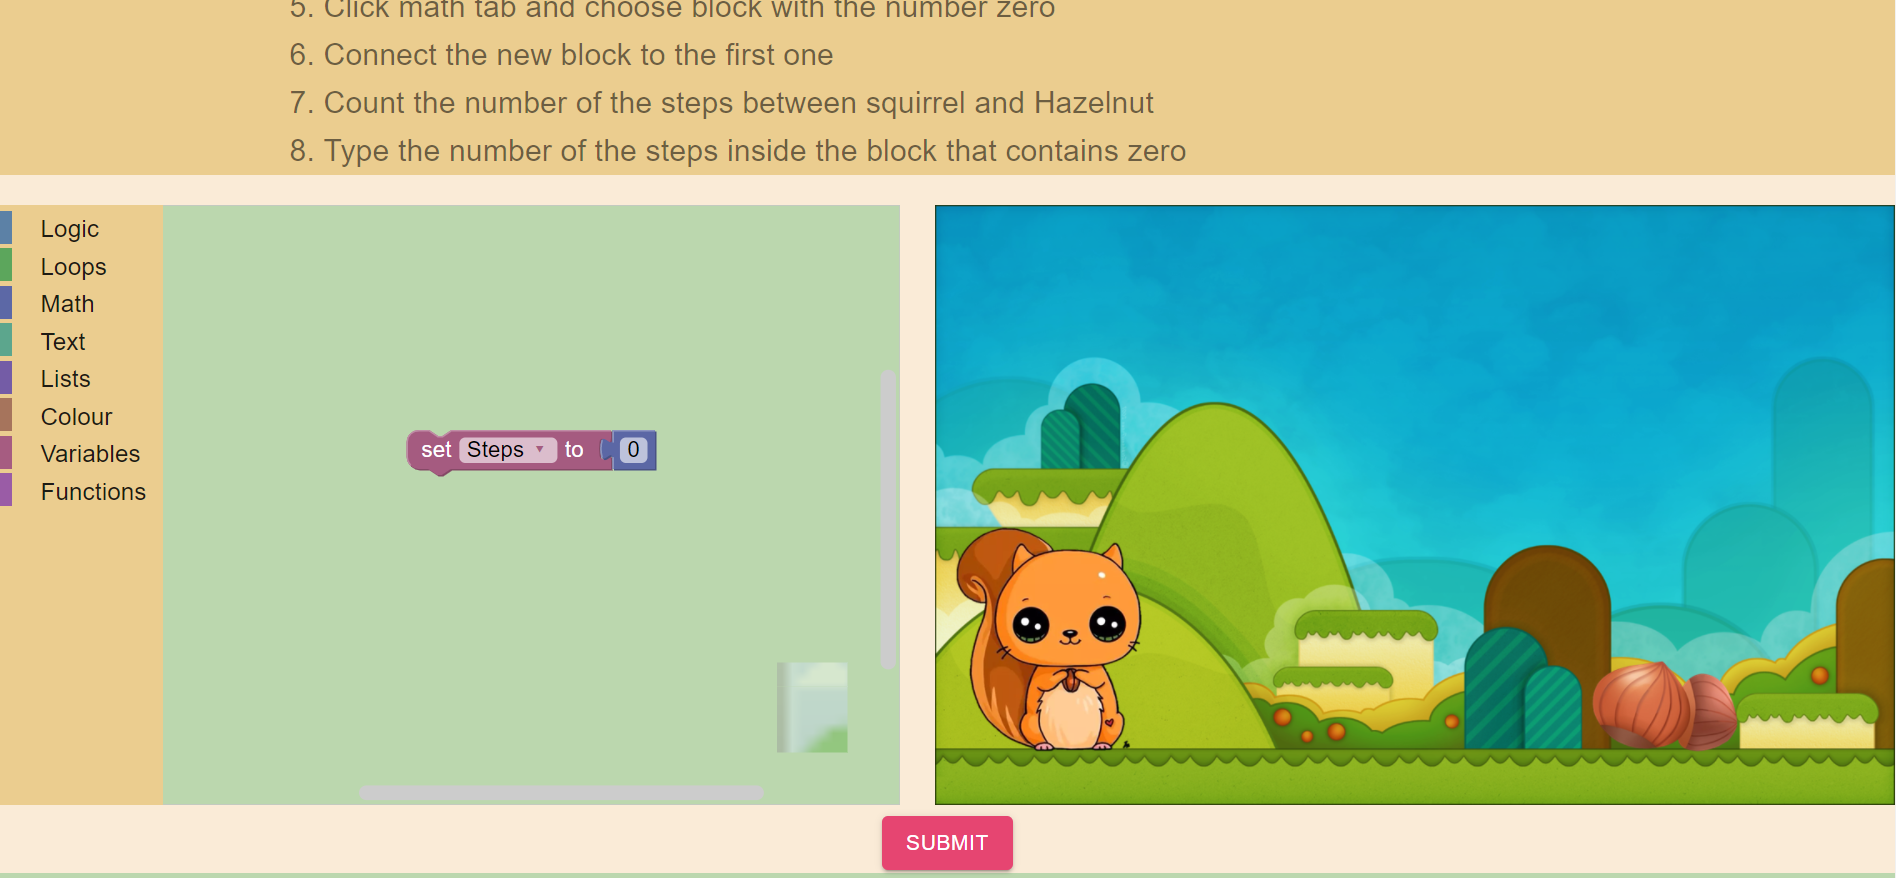 5. Click math tab and choose block with the number zero
6. Connect the new block to the first one
7. Count the number of the steps between squirrel and Hazelnut
8. Type the number of the steps inside the block that contains zero
Logic
Loops
Math
Text
Lists
Colour
Variables
Functions
set Steps to 0
SUBMIT